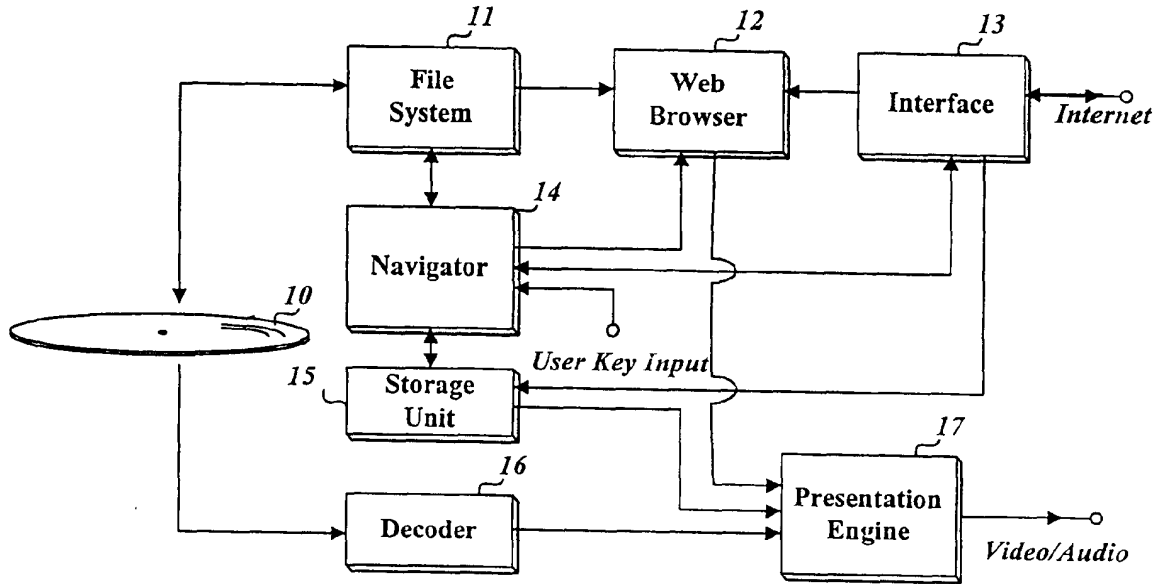 11
File
System
12
Web
Browser
13
Interface
Internet
14
Navigator
10
User Key Input
15
Storage
Unit
16
Decoder
17
Presentation
Engine
Video/Audio